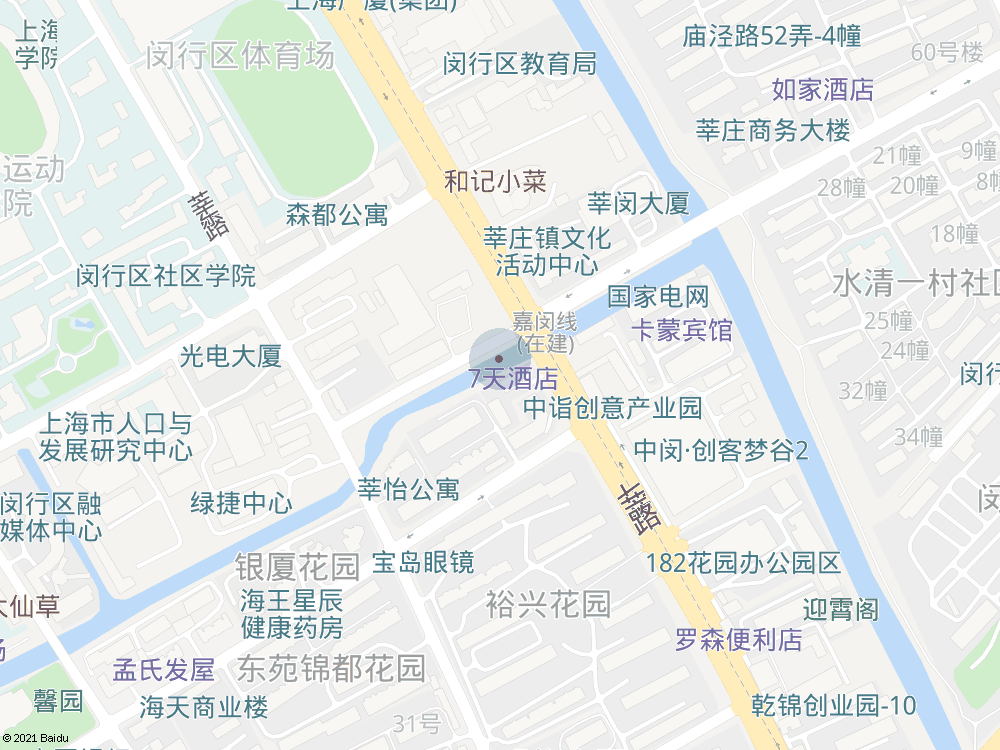 上海
学院
闵行区体育场
上海广厦(集团)
闵行区教育局
庙泾路52弄-4幢
60号楼
如家酒店
莘庄商务大楼
21幢
9幢
28幢
20幢
18幢
运动
院
莘
路
森都公寓
和记小菜
莘闵大厦
莘庄镇文化
活动中心
闵行区社区学院
国家电网
水清一村社区
嘉闵线
(在建)
卡蒙宾馆
25幢
24幢
光电大厦
7天酒店
32幢
闵行
中诣创意产业园
34幢
上海市人口与
发展研究中心
中闵·创客梦谷2
闵行区融
媒体中心
绿捷中心
莘怡公寓
闵
莘
路
银厦花园
宝岛眼镜
182花园办公园区
大仙草
海王星辰
健康药房
裕兴花园
迎霄阁
罗森便利店
孟氏发屋
东苑锦都花园
馨园
海天商业楼
31号
乾锦创业园-10
© 2021 Baidu